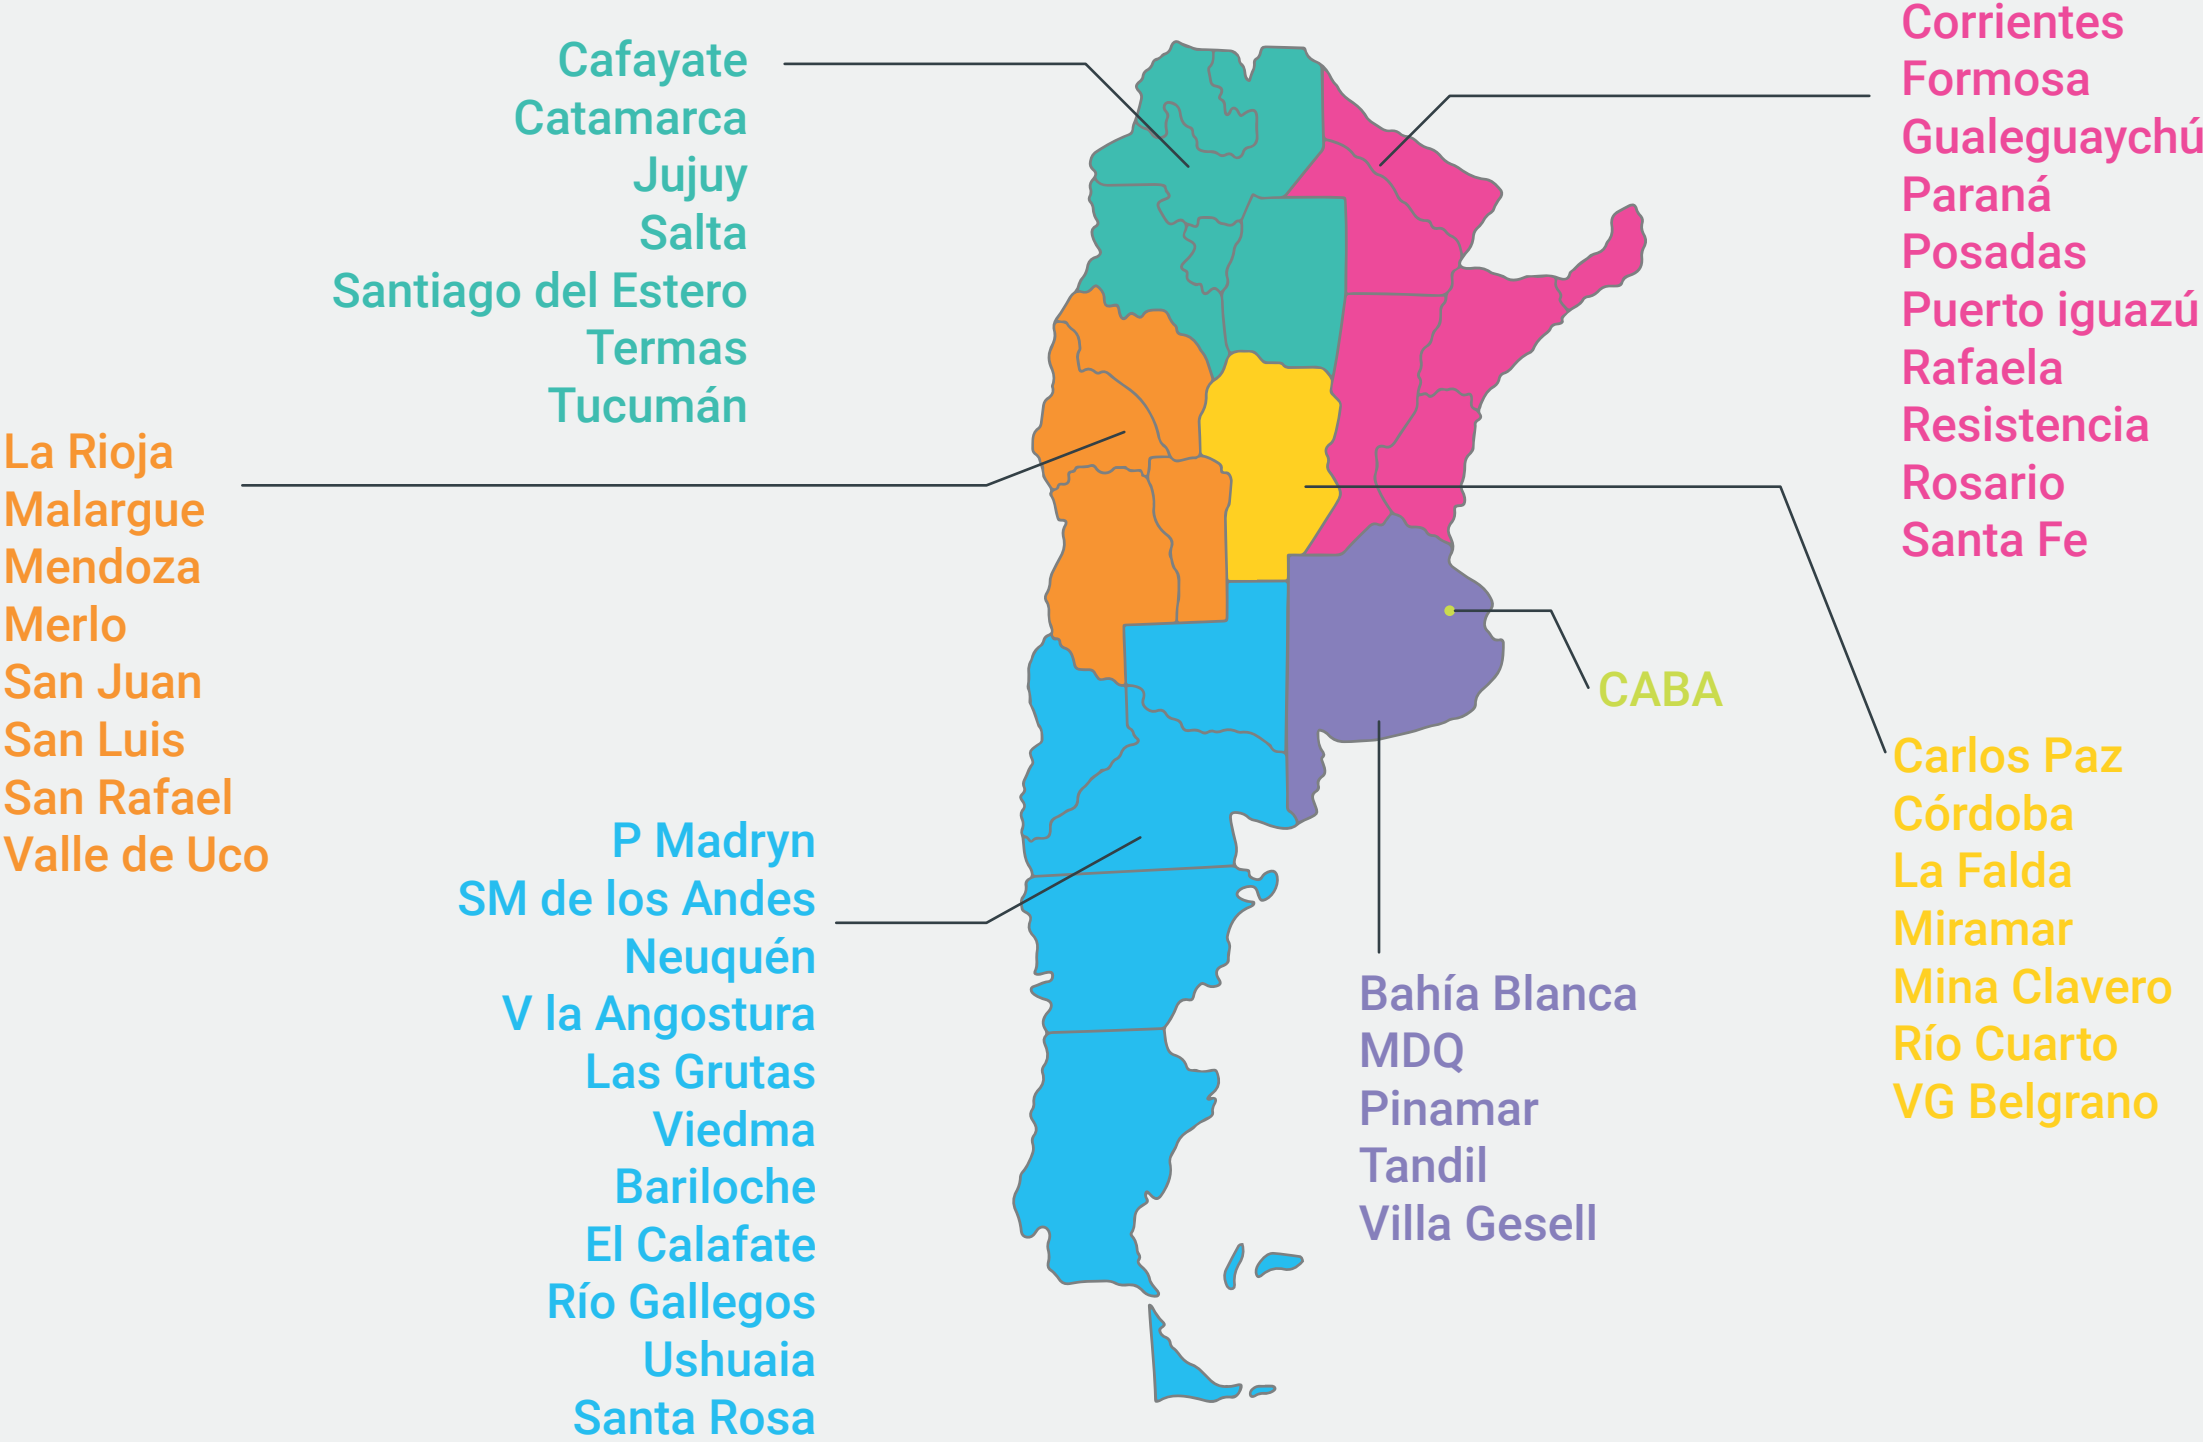 Cafayate
Catamarca
Jujuy
Salta
Santiago del Estero
Termas
Tucumán
Corrientes
Formosa
Gualeguaychú
Paraná
Posadas
Puerto iguazú
Rafaela
Resistencia
Rosario
Santa Fe
La Rioja
Malargue
Mendoza
Merlo
San Juan
San Luis
San Rafael
Valle de Uco
CABA
Carlos Paz
Córdoba
La Falda
Miramar
Mina Clavero
Río Cuarto
VG Belgrano
P Madryn
SM de los Andes
Neuquén
V la Angostura
Las Grutas
Viedma
Bariloche
El Calafate
Río Gallegos
Ushuaia
Santa Rosa
Bahía Blanca
MDQ
Pinamar
Tandil
Villa Gesell